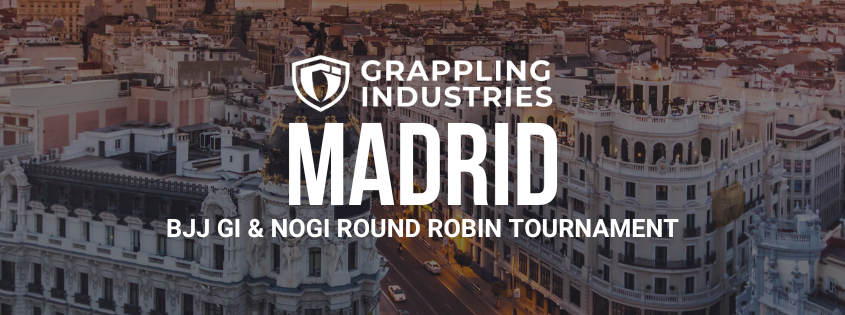 GRAPPLING
INDUSTRIES
MADRID
BJJ GI & NOGI ROUND ROBIN TOURNAMENT